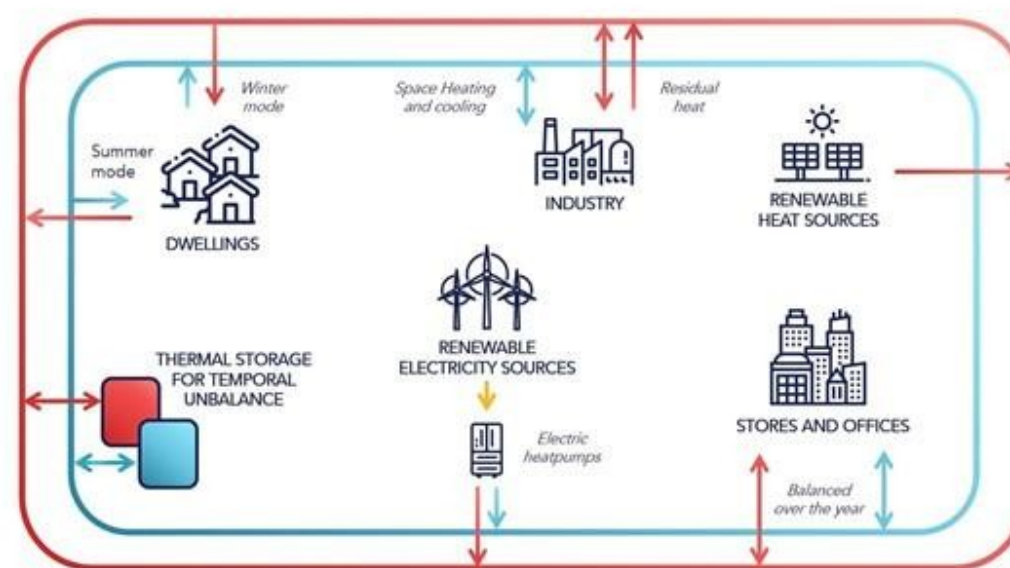 Winter
mode
Space Heating
and cooling
Residual
heat
Summer
mode
DWELLINGS
INDUSTRY
RENEWABLE
HEAT SOURCES
RENEWABLE
ELECTRICITY SOURCES
THERMAL STORAGE
FOR TEMPORAL
UNBALANCE
Electric
heatpumps
STORES AND OFFICES
Balanced
over the year